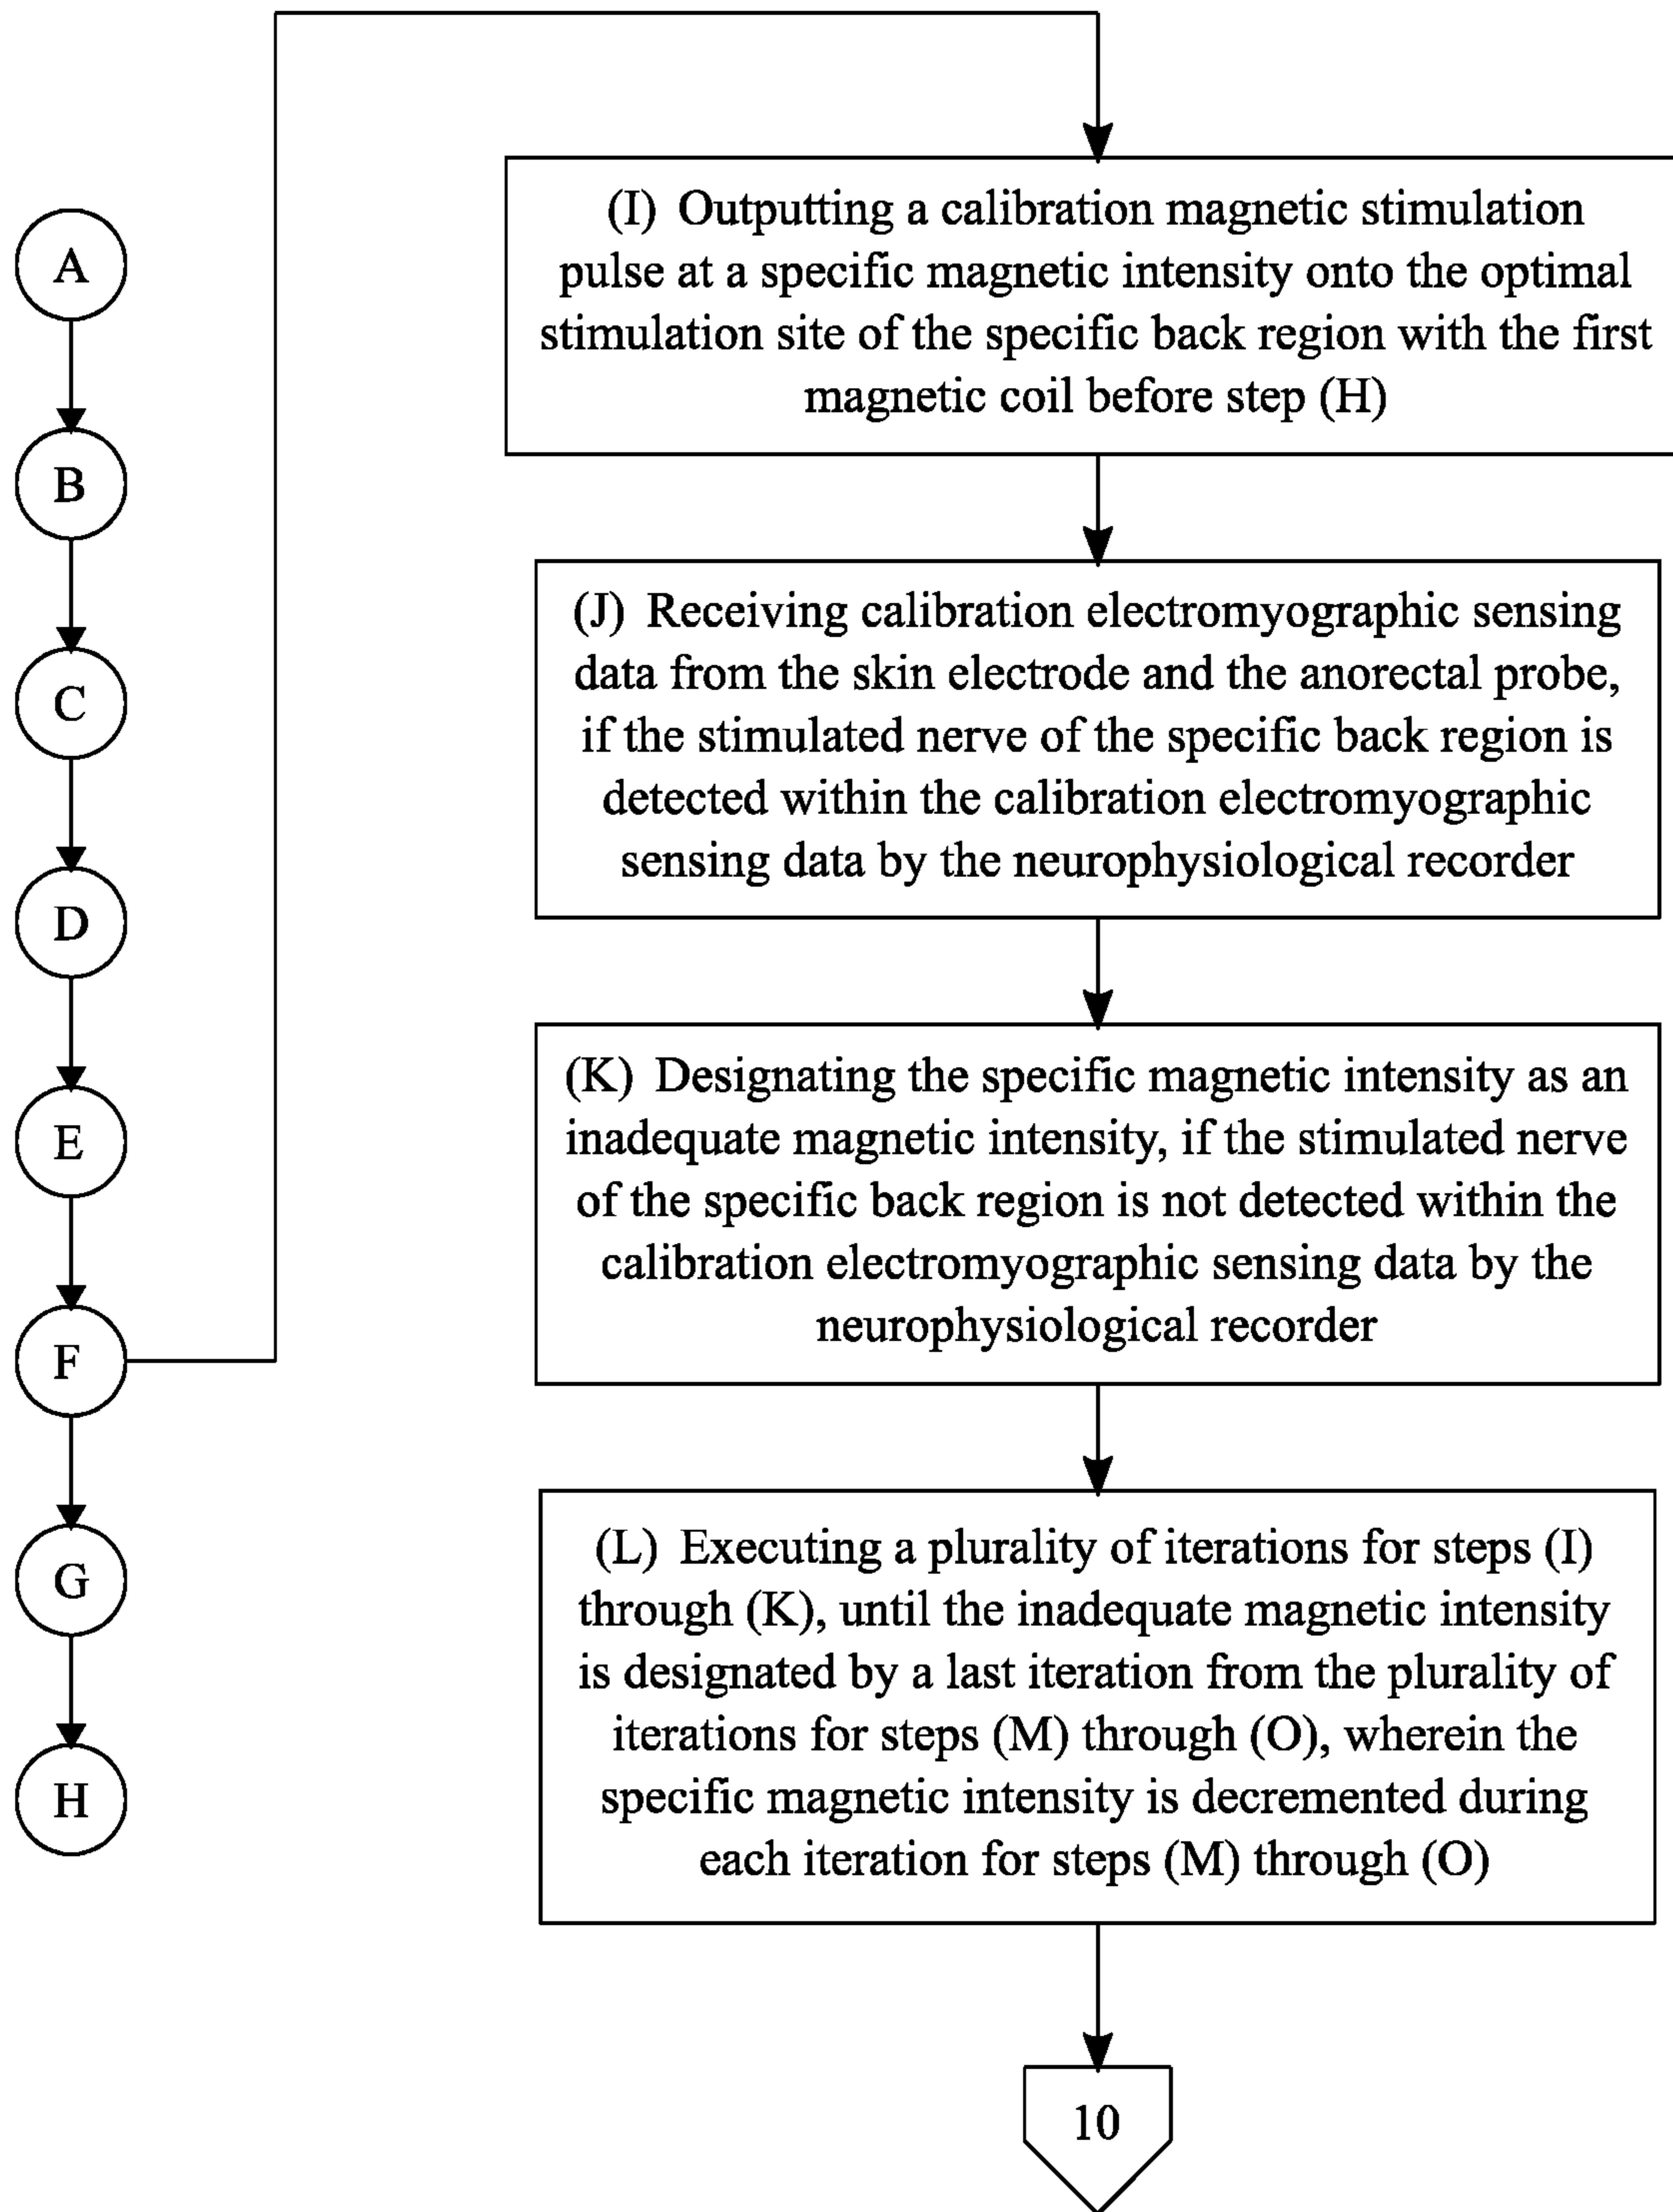 A
B
C
D
E
F
G
H
(I) Outputting a calibration magnetic stimulation
pulse at a specific magnetic intensity onto the optimal
stimulation site of the specific back region with the first
magnetic coil before step (H)
(J) Receiving calibration electromyographic sensing
data from the skin electrode and the anorectal probe,
if the stimulated nerve of the specific back region is
detected within the calibration electromyographic
sensing data by the neurophysiological recorder
(K) Designating the specific magnetic intensity as an
inadequate magnetic intensity, if the stimulated nerve
of the specific back region is not detected within the
calibration electromyographic sensing data by the
neurophysiological recorder
(L) Executing a plurality of iterations for steps (I)
through (K), until the inadequate magnetic intensity
is designated by a last iteration from the plurality of
iterations for steps (M) through (O), wherein the
specific magnetic intensity is decremented during
each iteration for steps (M) through (O)
10